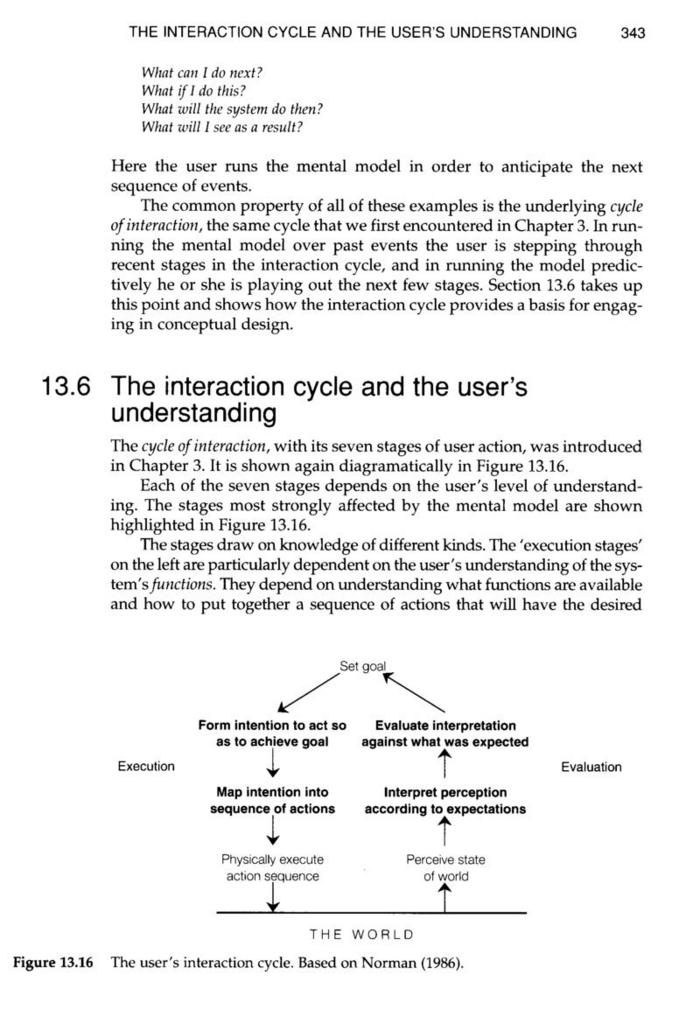 THE INTERACTION CYCLE AND THE USER'S UNDERSTANDING 343
What can I do next?
What if I do this?
What will the system do then?
What will I see as a result?
Here the user runs the mental model in order to anticipate the next
sequence of events.
The common property of all of these examples is the underlying cycle
of interaction, the same cycle that we first encountered in Chapter 3. In run-
ning the mental model over past events the user is stepping through
recent stages in the interaction cycle, and in running the model predic-
tively he or she is playing out the next few stages. Section 13.6 takes up
this point and shows how the interaction cycle provides a basis for engag-
ing in conceptual design.
13.6 The interaction cycle and the user's
understanding
The cycle of interaction, with its seven stages of user action, was introduced
in Chapter 3. It is shown again diagramatically in Figure 13.16.
Each of the seven stages depends on the user's level of understand-
ing. The stages most strongly affected by the mental model are shown
highlighted in Figure 13.16.
The stages draw on knowledge of different kinds. The 'execution stages'
on the left are particularly dependent on the user's understanding of the sys-
tem's functions. They depend on understanding what functions are available
and how to put together a sequence of actions that will have the desired
Set goal
Form intention to act so
as to achieve goal
Evaluate interpretation
against what was expected
Execution
Evaluation
Map intention into
sequence of actions
Interpret perception
according to expectations
Physically execute
action sequence
Perceive state
of world
THE WORLD
Figure 13.16 The user's interaction cycle. Based on Norman (1986).